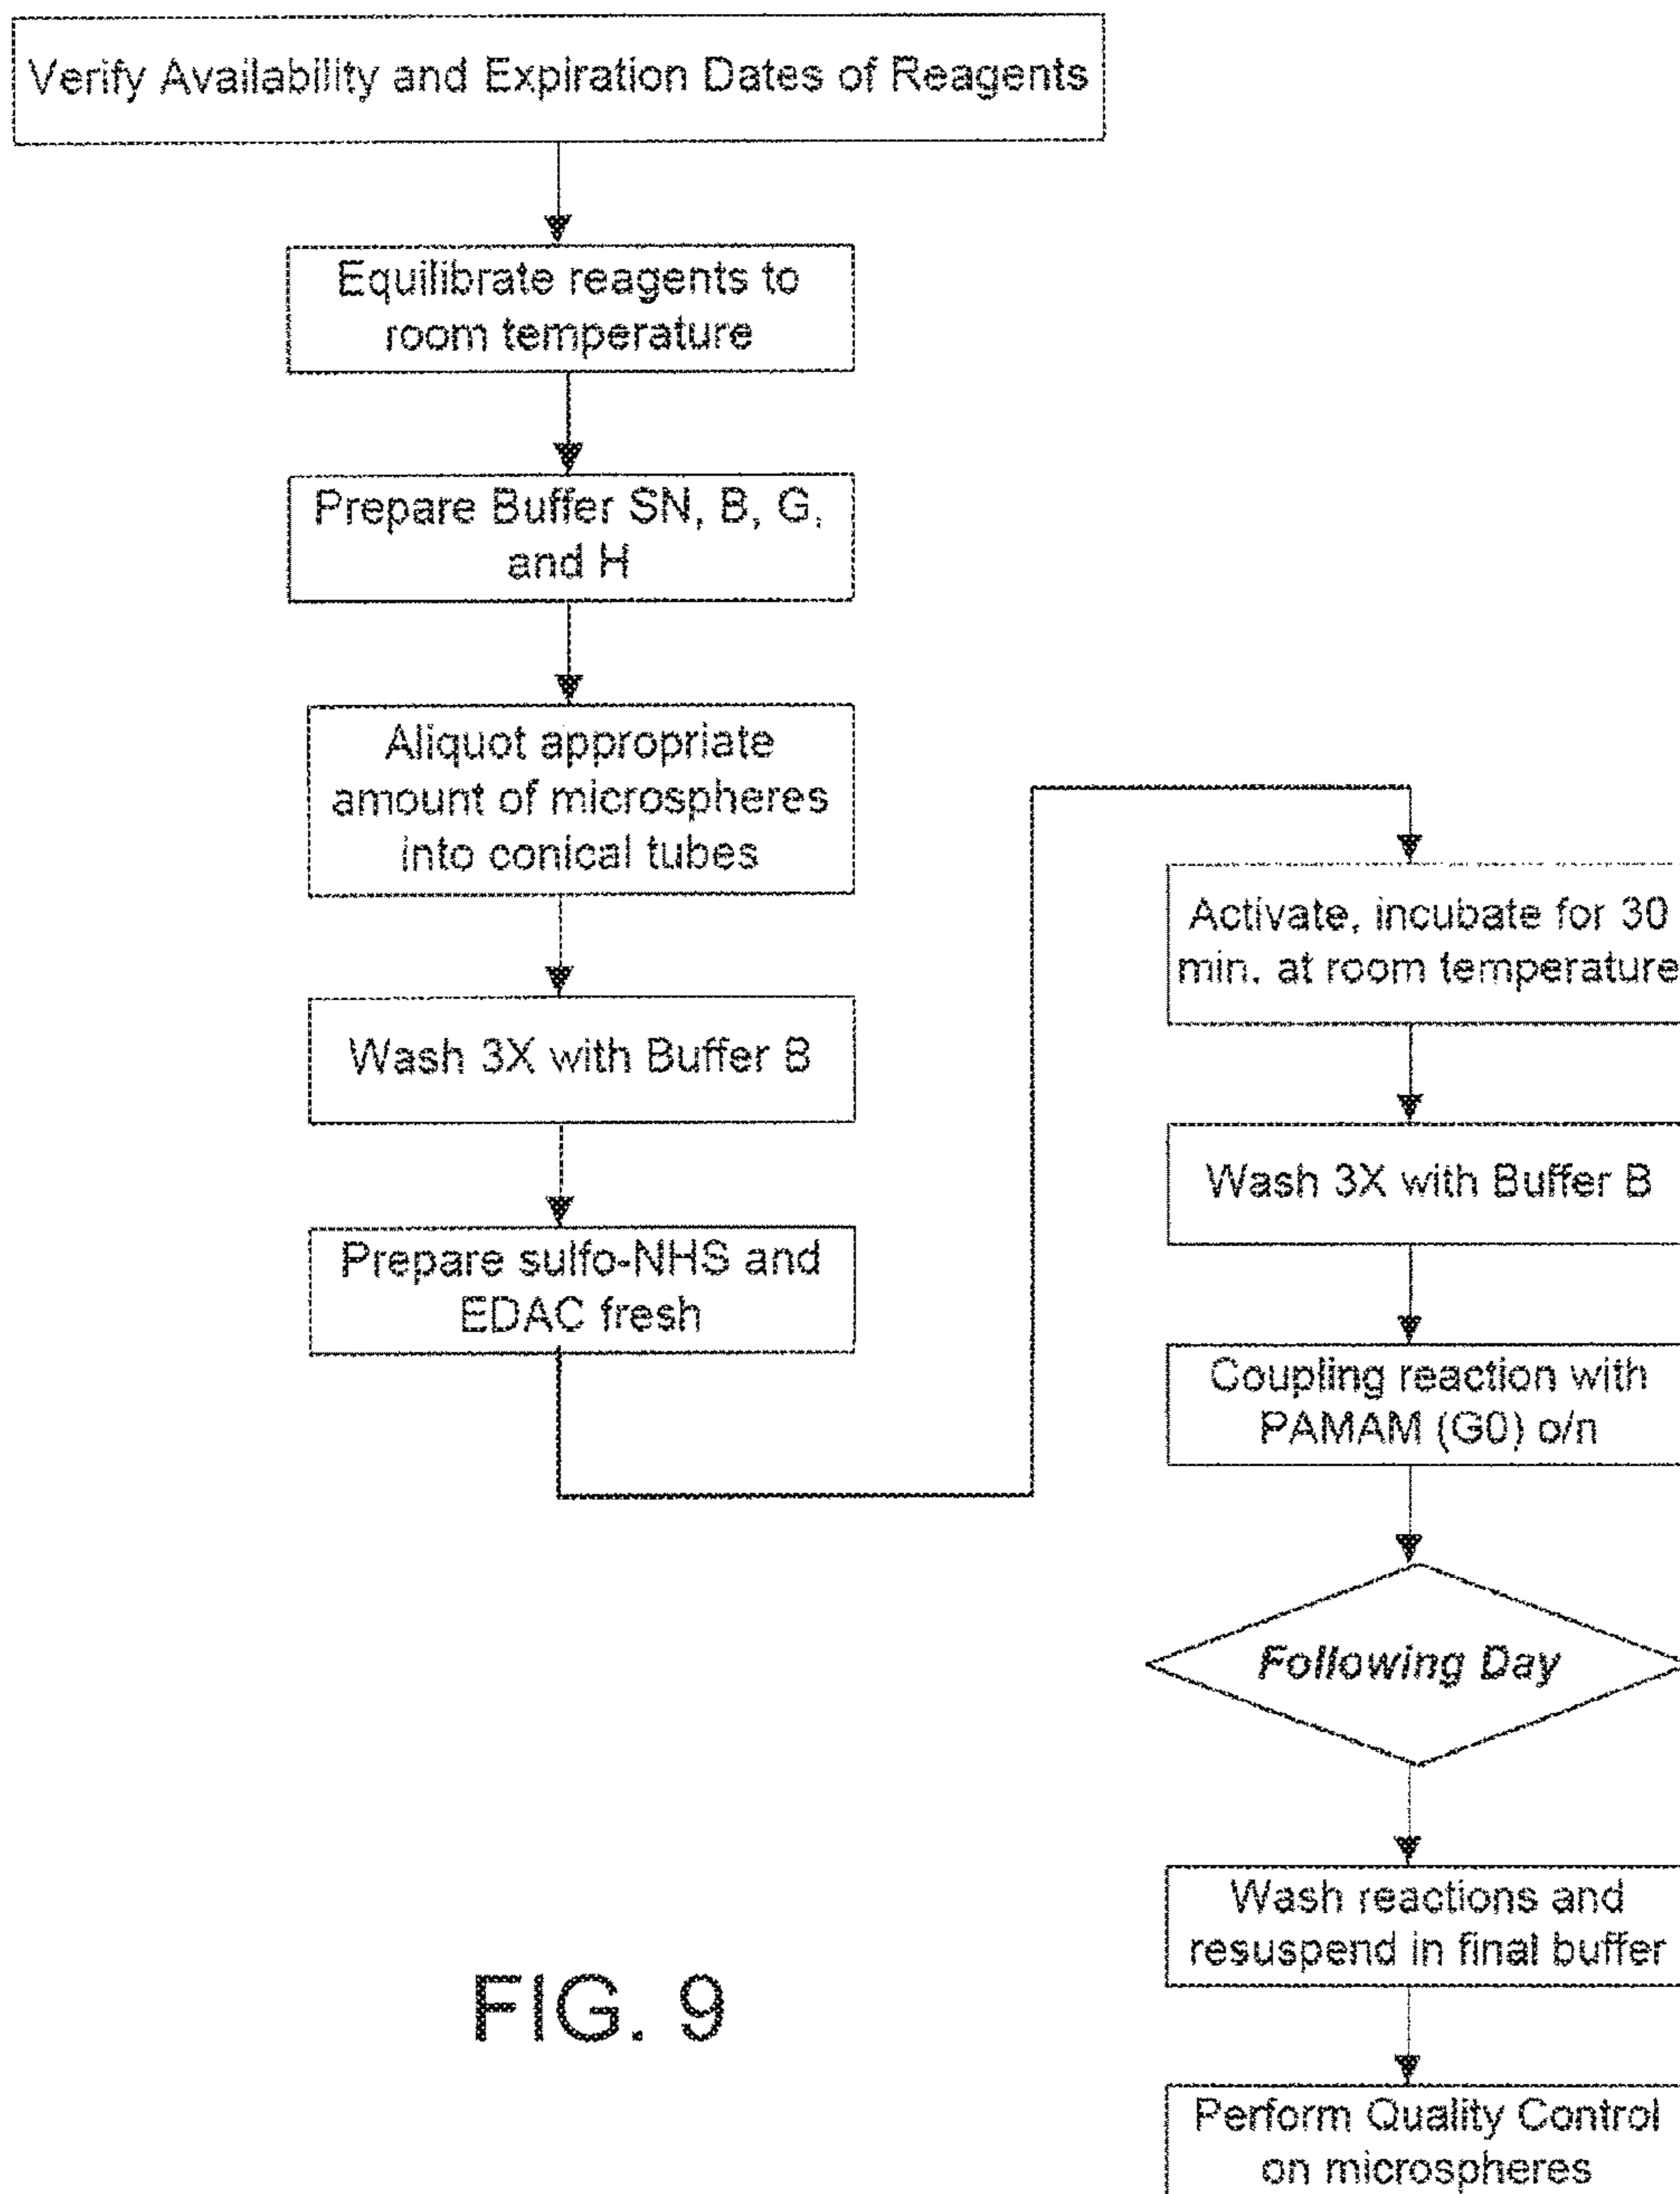 Verify Availability and Expiration Dates of Reagents
Equilibrate reagents to
room temperature
Prepare Buffer SN, B, G,
and H
Aliquot appropriate
amount of microspheres
into conical tubes
Wash 3X with Buffer B
Prepare sulfo-NHS and
EDAC fresh
Activate, incubate for 30
min. at room temperature
Wash 3X with Buffer B
Coupling reaction with
PAMAM (G0) o/n
Following Day
Wash reactions and
resuspend in final buffer
Perform Quality Control
on microspheres
FIG. 9